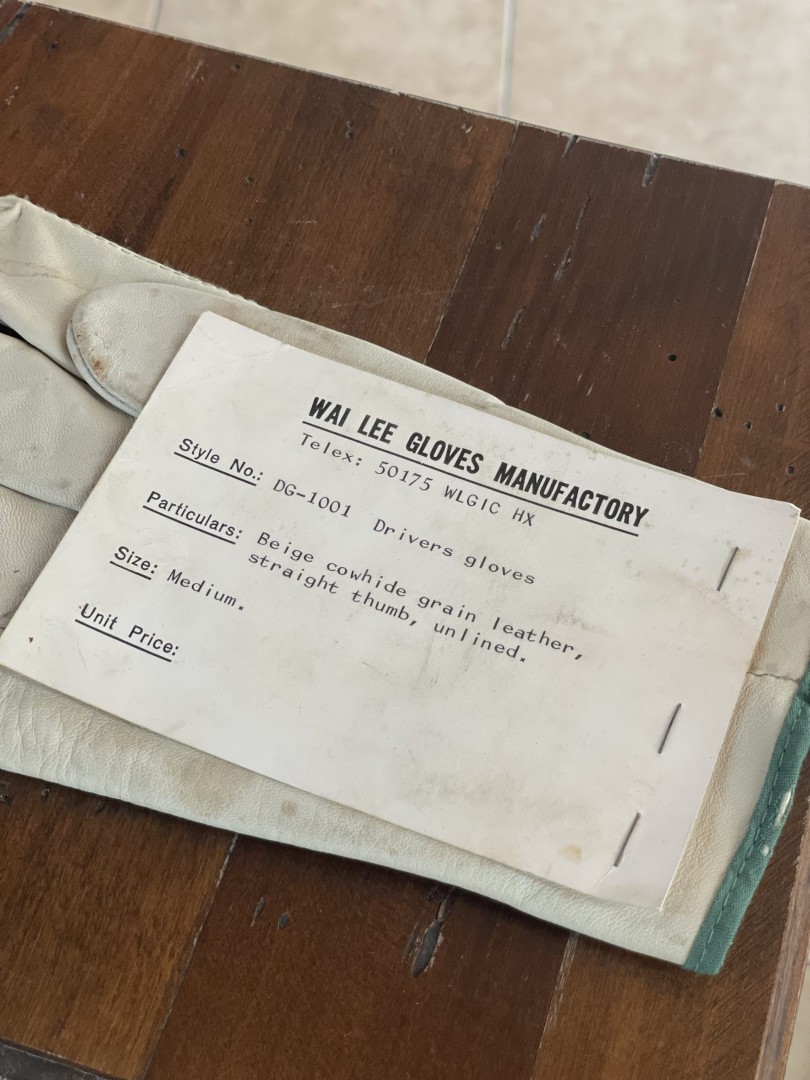 WAI LEE GLOVES MANUFACTORY
Telex: 50175 WLGIC HX
Style No.: DG-1001 Drivers gloves
Particulars: Beige cowhide grain leather,
straight thumb, unlined.
Size: Medium.
Unit Price: